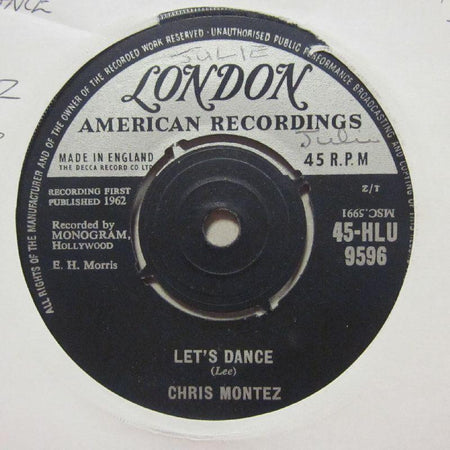 ALL RIGHTS OF THE MANUFACTURER AND OF THE OWNER OF THE RECORDED WORK RESERVED · UNAUTHORISED PUBLIC PERFORMANCE BROADCASTING AND COPYING OF
JULIE
LONDON
AMERICAN RECORDINGS
MADE IN ENGLAND
THE DECCA RECORD CO LTD
Julie
45 R.P.M
RECORDING FIRST
PUBLISHED 1962
1/2
MSC.5991
Recorded by
MONOGRAM,
HOLLYWOOD
E. H. Morris
45-HLU
9596
LET'S DANCE
(Lee)
CHRIS MONTEZ